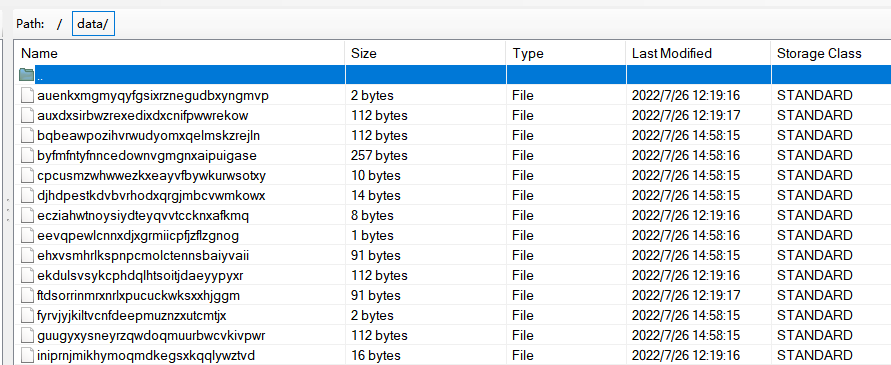 Path: / data/
Name Size Type Last Modified Storage Class
..
auenkxmgmyqyfgsixrznegudbxyngmvp 2 bytes File 2022/7/26 12:19:16 STANDARD
auxdxsirbwzrexedixdxcnifpwwrekow 112 bytes File 2022/7/26 12:19:17 STANDARD
bqbeawpozihvrwudyomxqelmskzrejln 112 bytes File 2022/7/26 14:58:15 STANDARD
byfmfntyfnncedownvgmgnxaipuigase 257 bytes File 2022/7/26 14:58:16 STANDARD
cpcusmzwhwwezkxeayvfbywkurwsotxy 10 bytes File 2022/7/26 14:58:15 STANDARD
djhdpestkdvbvrhodxqrgjmbcvwmkowx 14 bytes File 2022/7/26 14:58:15 STANDARD
ecziahwtnoysiydteyqvvtccknxafkmq 8 bytes File 2022/7/26 12:19:16 STANDARD
eevqpewlcnnxdjxgrmiicpfjzflzgnog 1 bytes File 2022/7/26 14:58:16 STANDARD
ehxvsmhrlkspnpcmolctennsbaiyvaii 91 bytes File 2022/7/26 14:58:15 STANDARD
ekdulsvsykcphdqlhtsoitjdaeyypyxr 112 bytes File 2022/7/26 12:19:16 STANDARD
ftdsorrinmrxnrlxpucuckwksxxhjggm 91 bytes File 2022/7/26 12:19:17 STANDARD
fyrvjyjkiltvcnfdeepmuznzxutcmtjx 2 bytes File 2022/7/26 14:58:15 STANDARD
guugyxysneyrzqwdoqmuurbwcvkivpwr 112 bytes File 2022/7/26 14:58:15 STANDARD
iniprnjmikhymoqmdkegsxkqqlywztvd 16 bytes File 2022/7/26 12:19:16 STANDARD